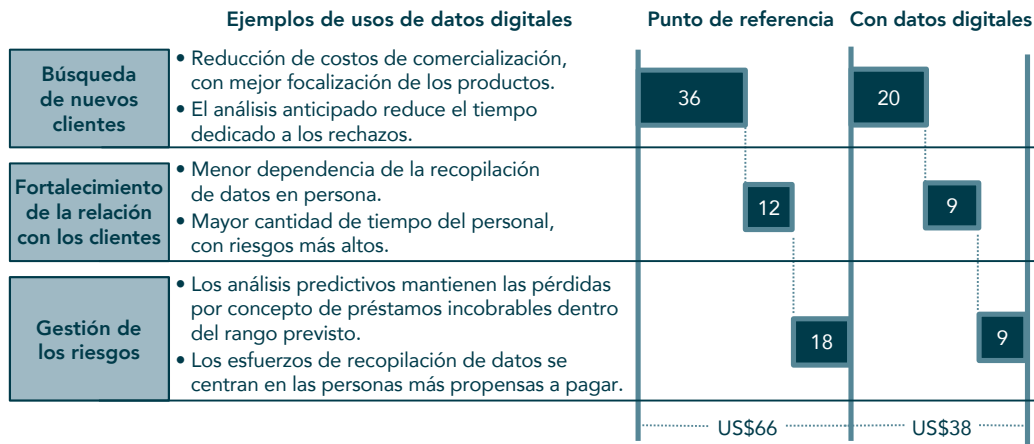 Ejemplos de usos de datos digitales
Punto de referencia
Con datos digitales
Búsqueda
de nuevos
clientes
• Reducción de costos de comercialización,
con mejor focalización de los productos.
• El análisis anticipado reduce el tiempo
dedicado a los rechazos.
36
20
Fortalecimiento
de la relación
con los clientes
• Menor dependencia de la recopilación
de datos en persona.
• Mayor cantidad de tiempo del personal,
con riesgos más altos.
12
9
Gestión de
los riesgos
• Los análisis predictivos mantienen las pérdidas
por concepto de préstamos incobrables dentro
del rango previsto.
• Los esfuerzos de recopilación de datos se
centran en las personas más propensas a pagar.
18
9
US$66
US$38